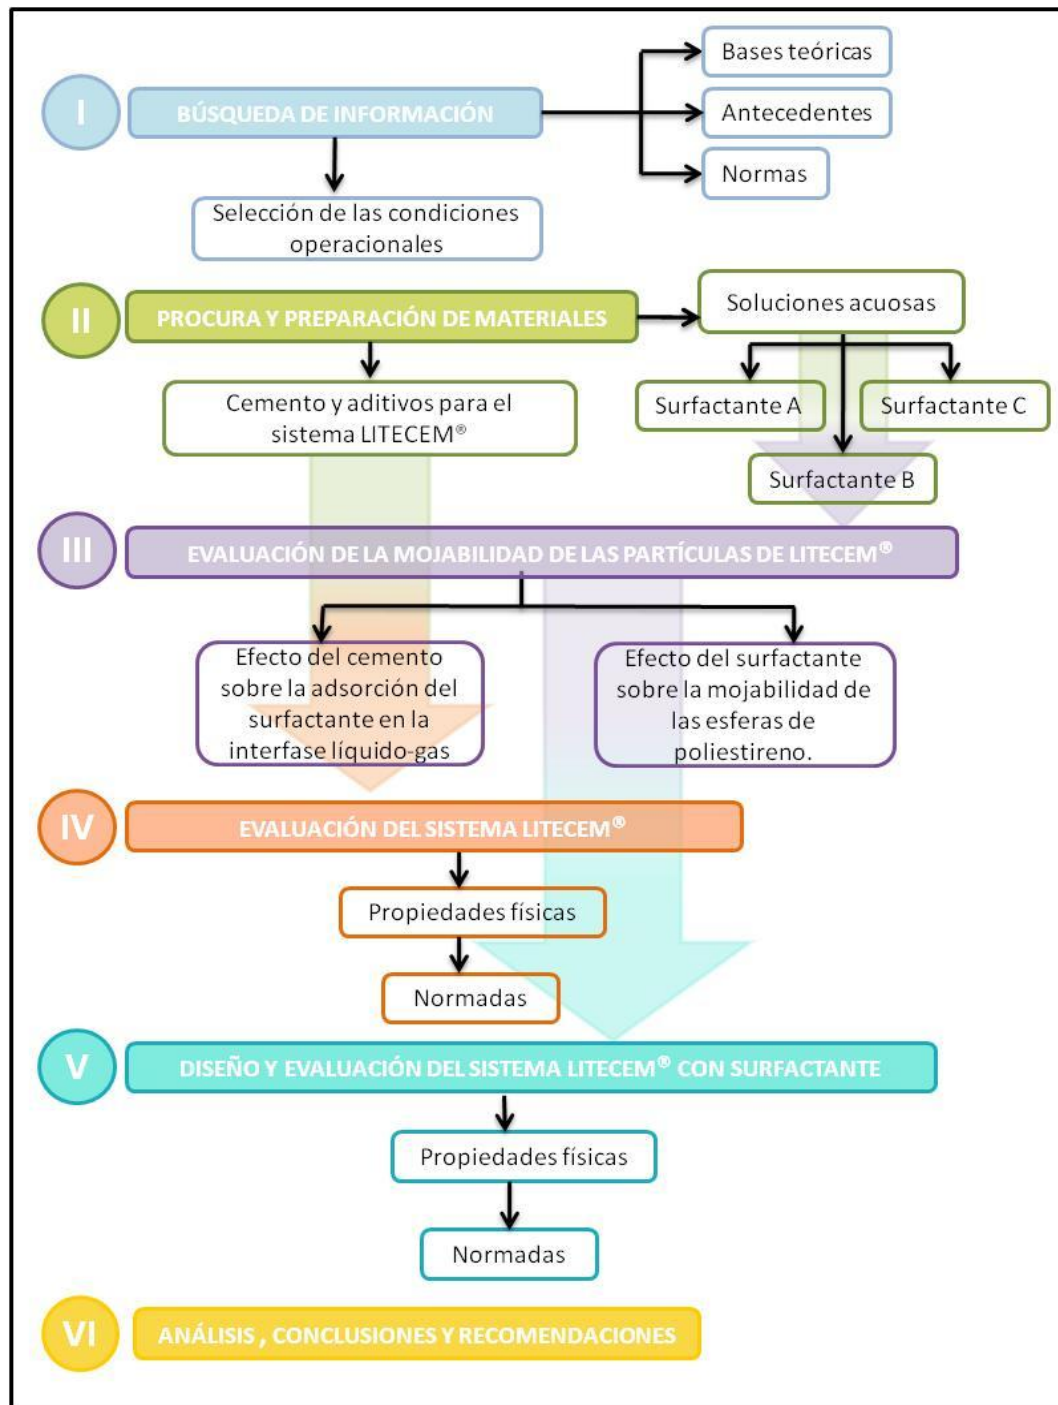 Bases teóricas
I
BÚSQUEDA DE INFORMACIÓN
Antecedentes
Normas
Selección de las condiciones
operacionales
II
PROCURA Y PREPARACIÓN DE MATERIALES
Soluciones acuosas
Cemento y aditivos para el
sistema LITECEM®
Surfactante A
Surfactante C
Surfactante B
III
EVALUACIÓN DE LA MOJABILIDAD DE LAS PARTÍCULAS DE LITECEM®
Efecto del cemento
sobre la adsorción del
surfactante en la
interfase líquido-gas
Efecto del surfactante
sobre la mojabilidad de
las esferas de
poliestireno.
IV
EVALUACIÓN DEL SISTEMA LITECEM®
Propiedades físicas
Normadas
V
DISEÑO Y EVALUACIÓN DEL SISTEMA LITECEM® CON SURFACTANTE
Propiedades físicas
Normadas
VI
ANÁLISIS , CONCLUSIONES Y RECOMENDACIONES